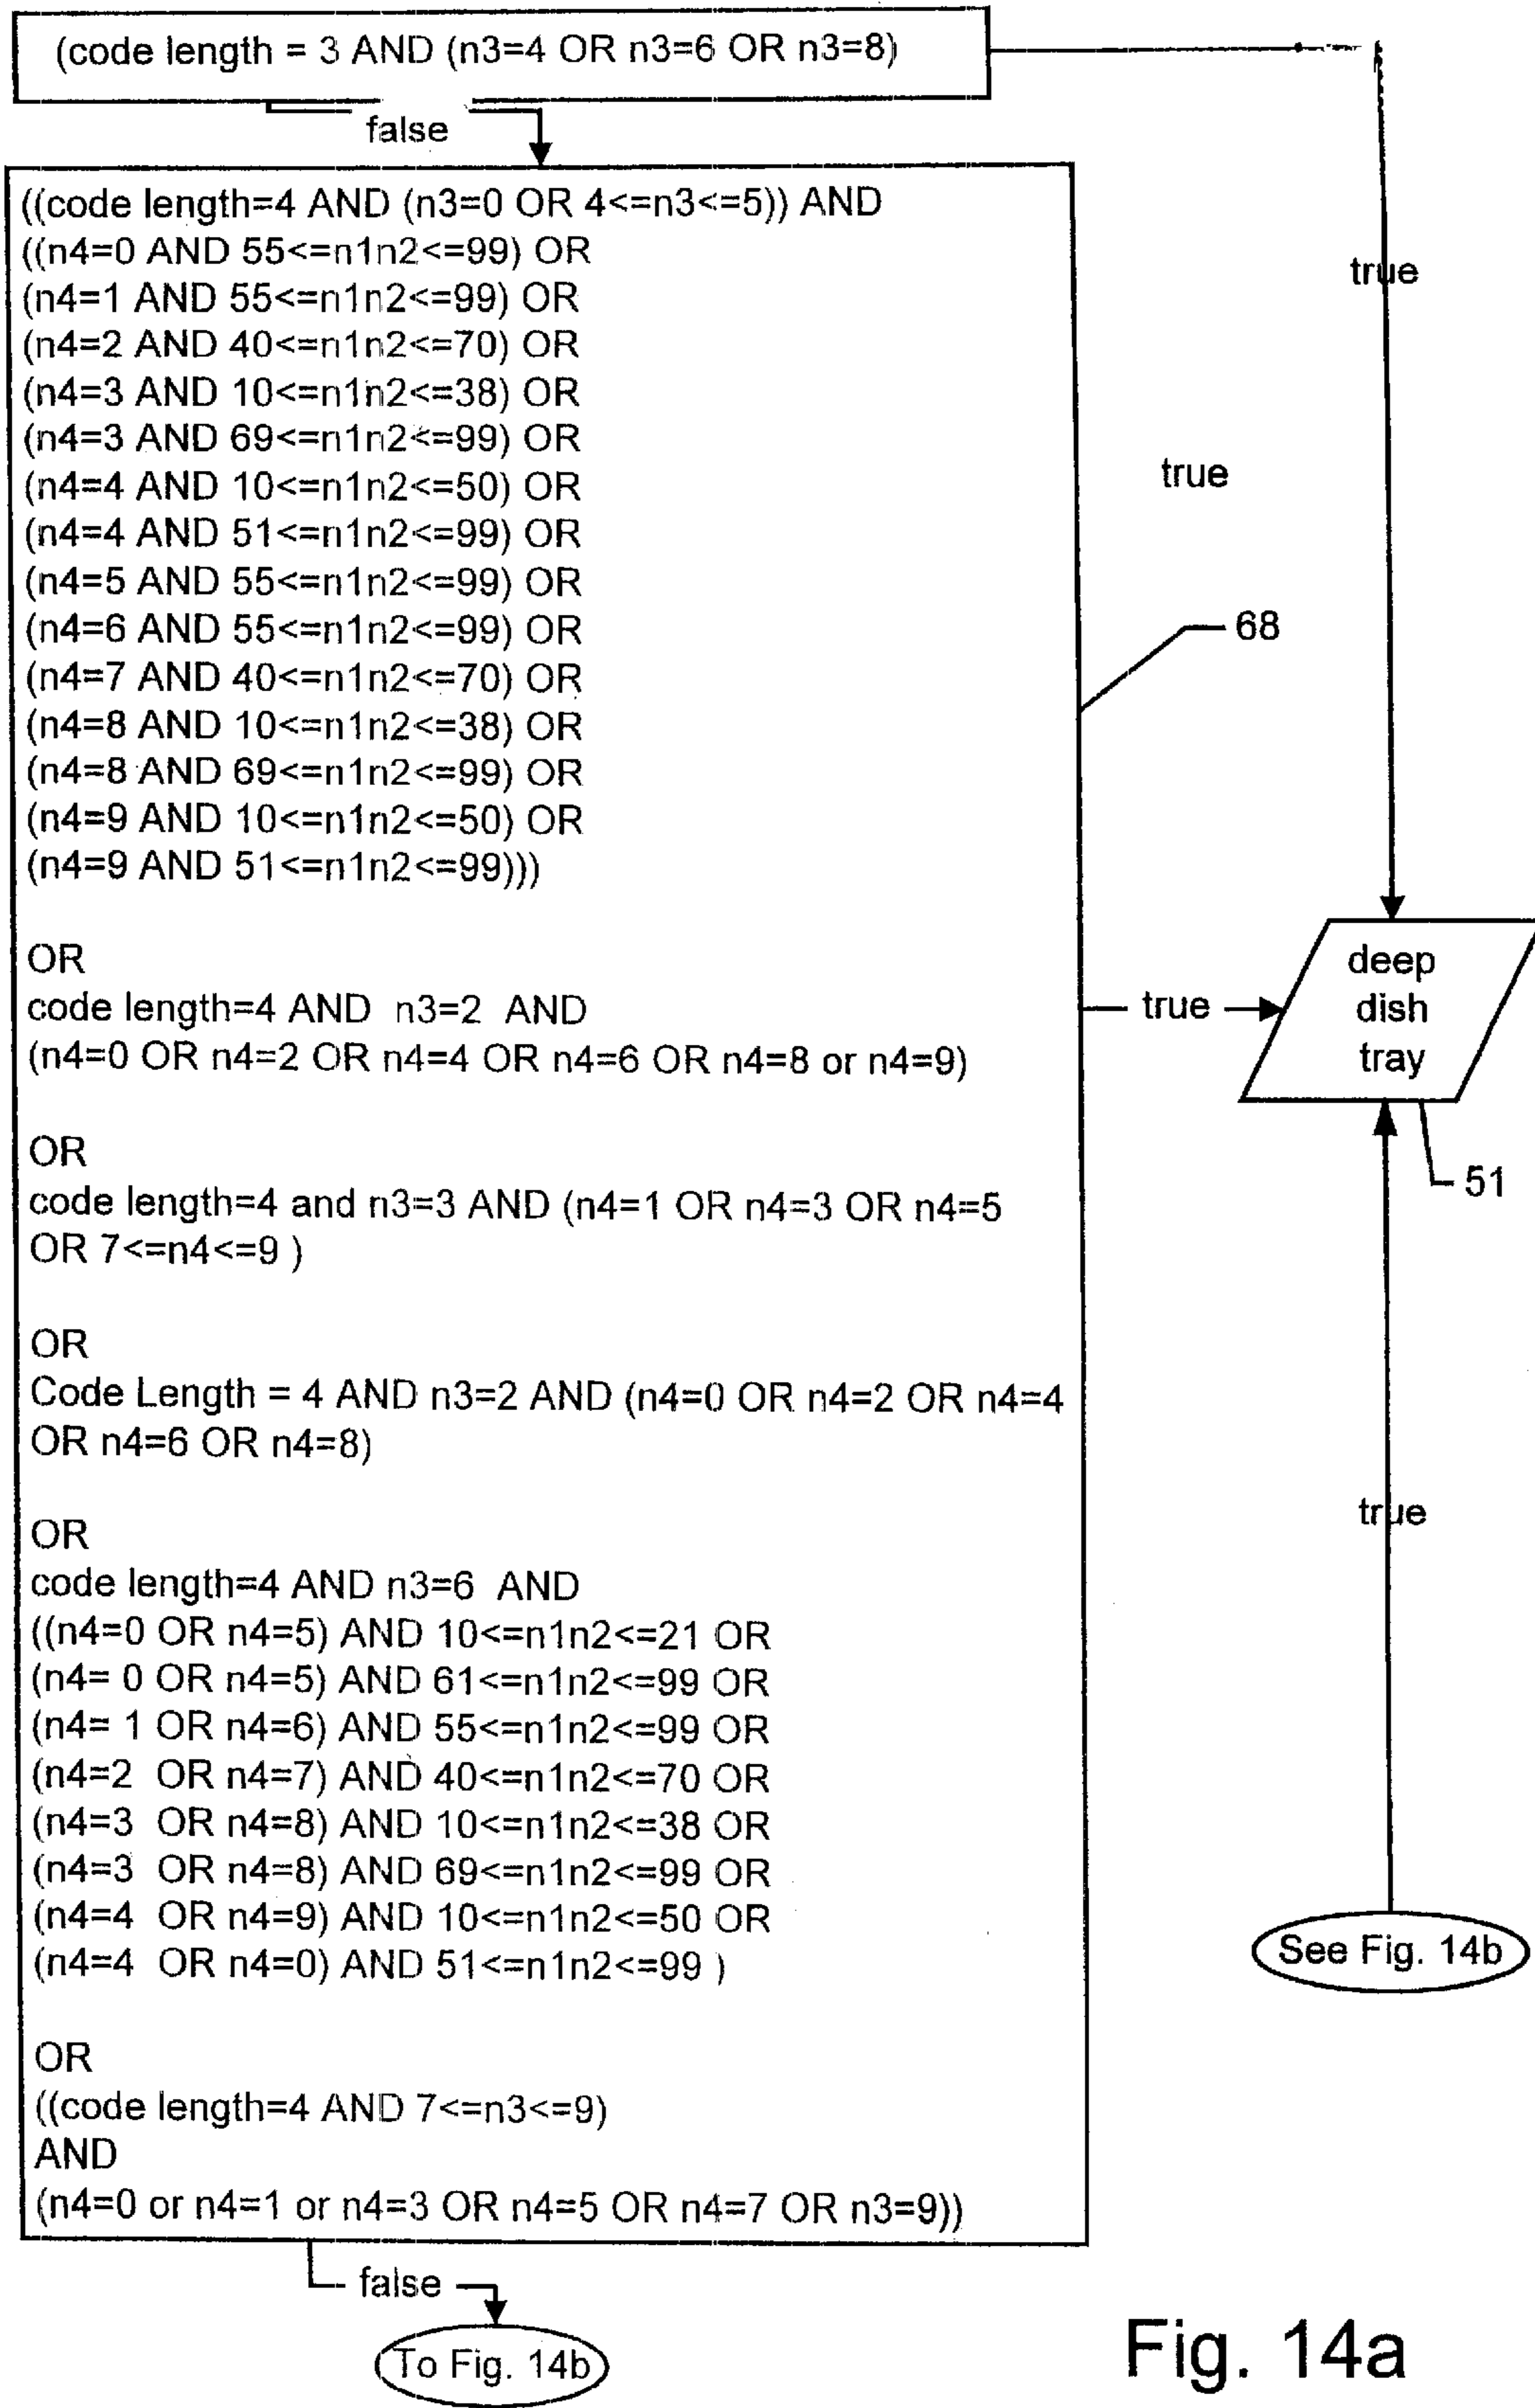 (code length = 3 AND (n3=4 OR n3=6 OR n3=8)
false
true
((code length=4 AND (n3=0 OR 4<=n3<=5)) AND
((n4=0 AND 55<=n1n2<=99) OR
(n4=1 AND 55<=n1n2<=99) OR
(n4=2 AND 40<=n1n2<=70) OR
(n4=3 AND 10<=n1n2<=38) OR
(n4=3 AND 69<=n1n2<=99) OR
(n4=4 AND 10<=n1n2<=50) OR
(n4=4 AND 51<=n1n2<=99) OR
(n4=5 AND 55<=n1n2<=99) OR
(n4=6 AND 55<=n1n2<=99) OR
(n4=7 AND 40<=n1n2<=70) OR
(n4=8 AND 10<=n1n2<=38) OR
(n4=8 AND 69<=n1n2<=99) OR
(n4=9 AND 10<=n1n2<=50) OR
(n4=9 AND 51<=n1n2<=99)))
OR
code length=4 AND n3=2 AND
(n4=0 OR n4=2 OR n4=4 OR n4=6 OR n4=8 or n4=9)
OR
code length=4 and n3=3 AND (n4=1 OR n4=3 OR n4=5
OR 7<=n4<=9 )
OR
Code Length = 4 AND n3=2 AND (n4=0 OR n4=2 OR n4=4
OR n4=6 OR n4=8)
OR
code length=4 AND n3=6 AND
((n4=0 OR n4=5) AND 10<=n1n2<=21 OR
(n4= 0 OR n4=5) AND 61<=n1n2<=99 OR
(n4= 1 OR n4=6) AND 55<=n1n2<=99 OR
(n4=2 OR n4=7) AND 40<=n1n2<=70 OR
(n4=3 OR n4=8) AND 10<=n1n2<=38 OR
(n4=3 OR n4=8) AND 69<=n1n2<=99 OR
(n4=4 OR n4=9) AND 10<=n1n2<=50 OR
(n4=4 OR n4=0) AND 51<=n1n2<=99 )
OR
((code length=4 AND 7<=n3<=9)
AND
(n4=0 or n4=1 or n4=3 OR n4=5 OR n4=7 OR n3=9))
true
68
true
deep
dish
tray
51
true
See Fig. 14b
false
To Fig. 14b
Fig. 14a